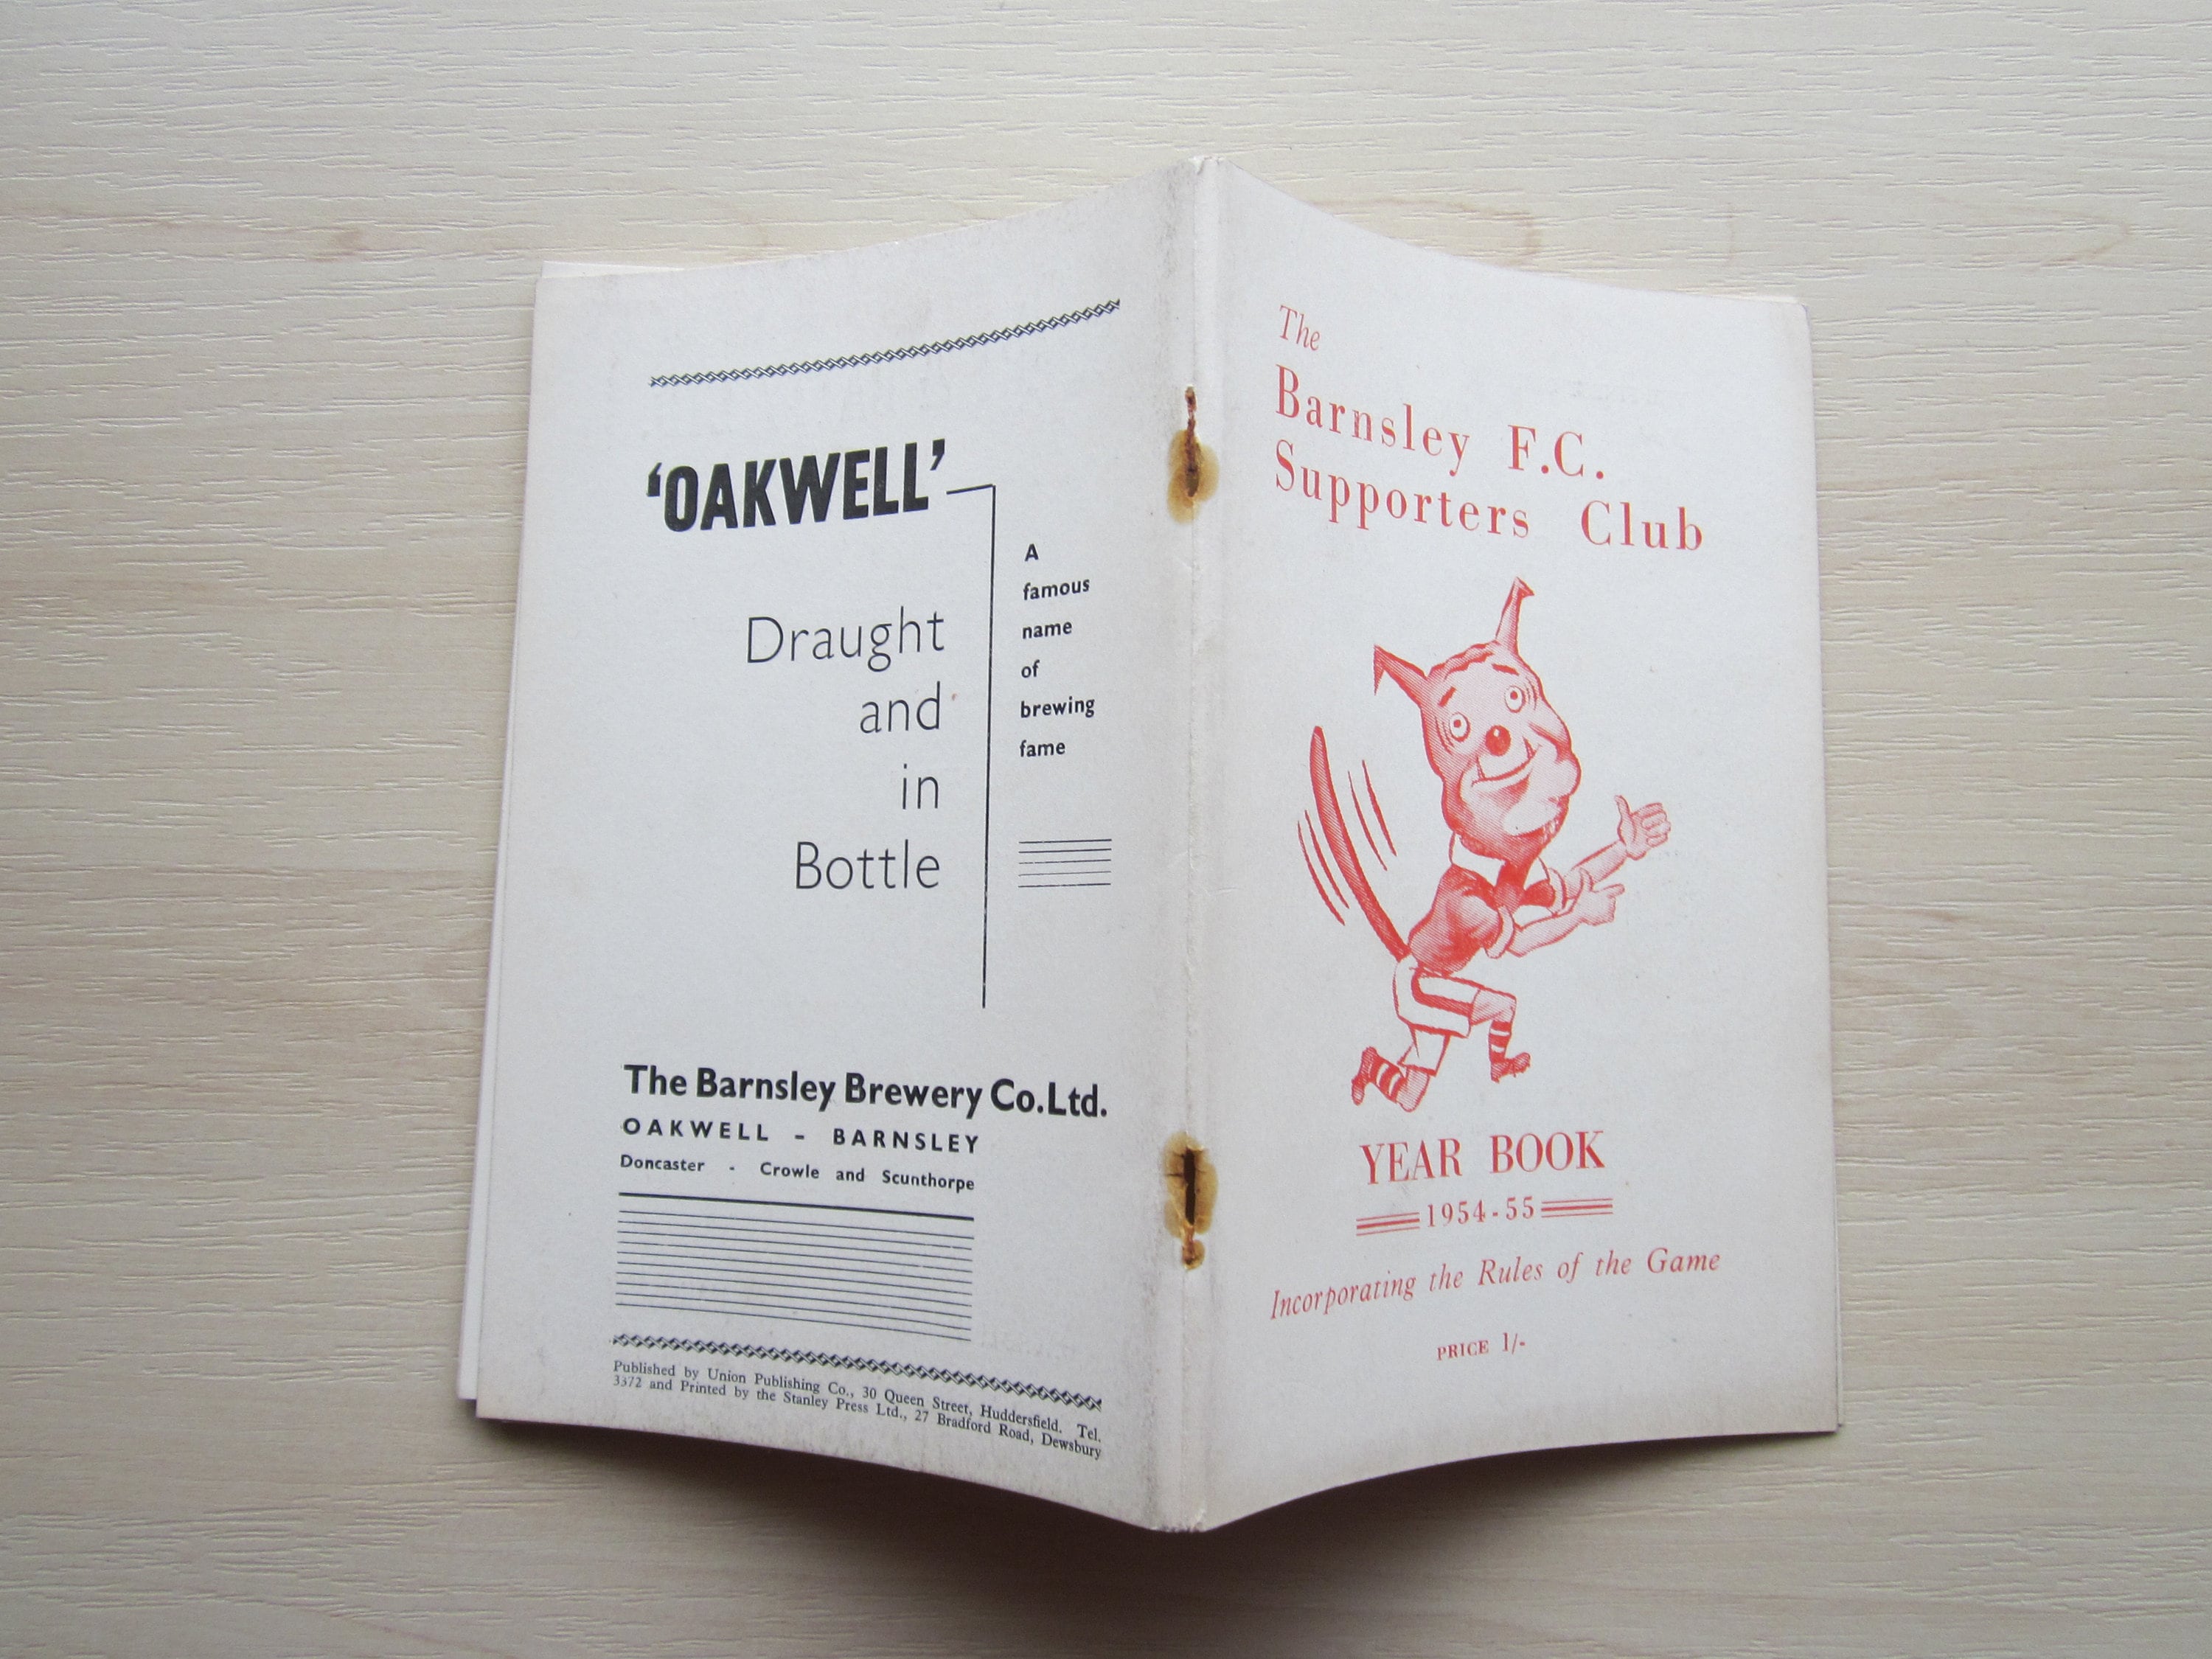 'OAKWELL'
A
famous
name
of
brewing
fame
Draught
and
in
Bottle
The Barnsley Brewery Co. Ltd.
OAKWELL - BARNSLEY
Doncaster - Crowle and Scunthorpe
Published by Union Publishing Co., 30 Queen Street, Huddersfield. Tel.
3372 and Printed by the Stanley Press Ltd., 27 Bradford Road, Dewsbury
The
Barnsley F.C.
Supporters Club
YEAR BOOK
1954-55
Incorporating the Rules of the Game
PRICE 1/-